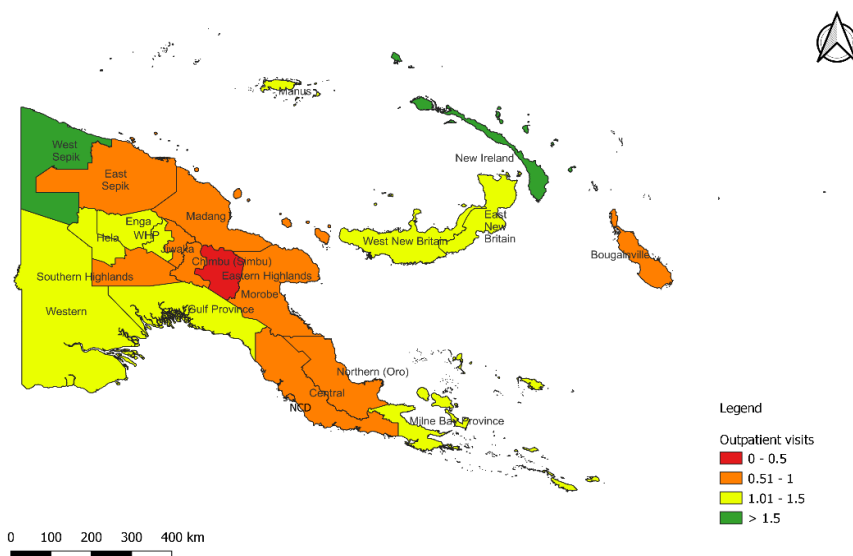 Manus
West
Sepik
New Ireland
East
Sepik
Madang
Enga
WHP
Hela
East
New
Britain
West New Britain
Jiwaka
Chimbu (Simbu)
Bougainville
Southern Highlands
Eastern Highlands
Morobe
Western
Gulf Province
Northern (Oro)
Central
NCD
Milne Bay Province
Legend
Outpatient visits
0 - 0.5
0.51 - 1
1.01 - 1.5
> 1.5
0 100 200 300 400 km